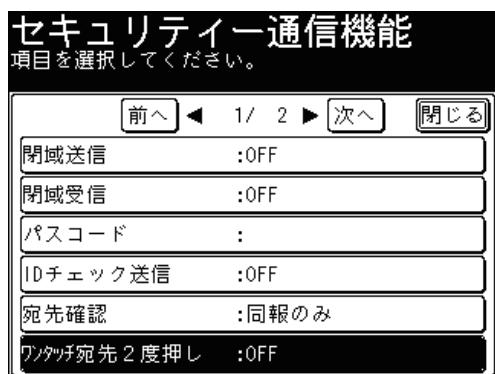 セキュリティー通信機能
項目を選択してください。
前へ ◀ 1/ 2 ▶ 次へ 閉じる
閉域送信 :OFF
閉域受信 :OFF
パスコード :
IDチェック送信 :OFF
宛先確認 :同報のみ
ﾜﾝﾀｯﾁ宛先２度押し :OFF